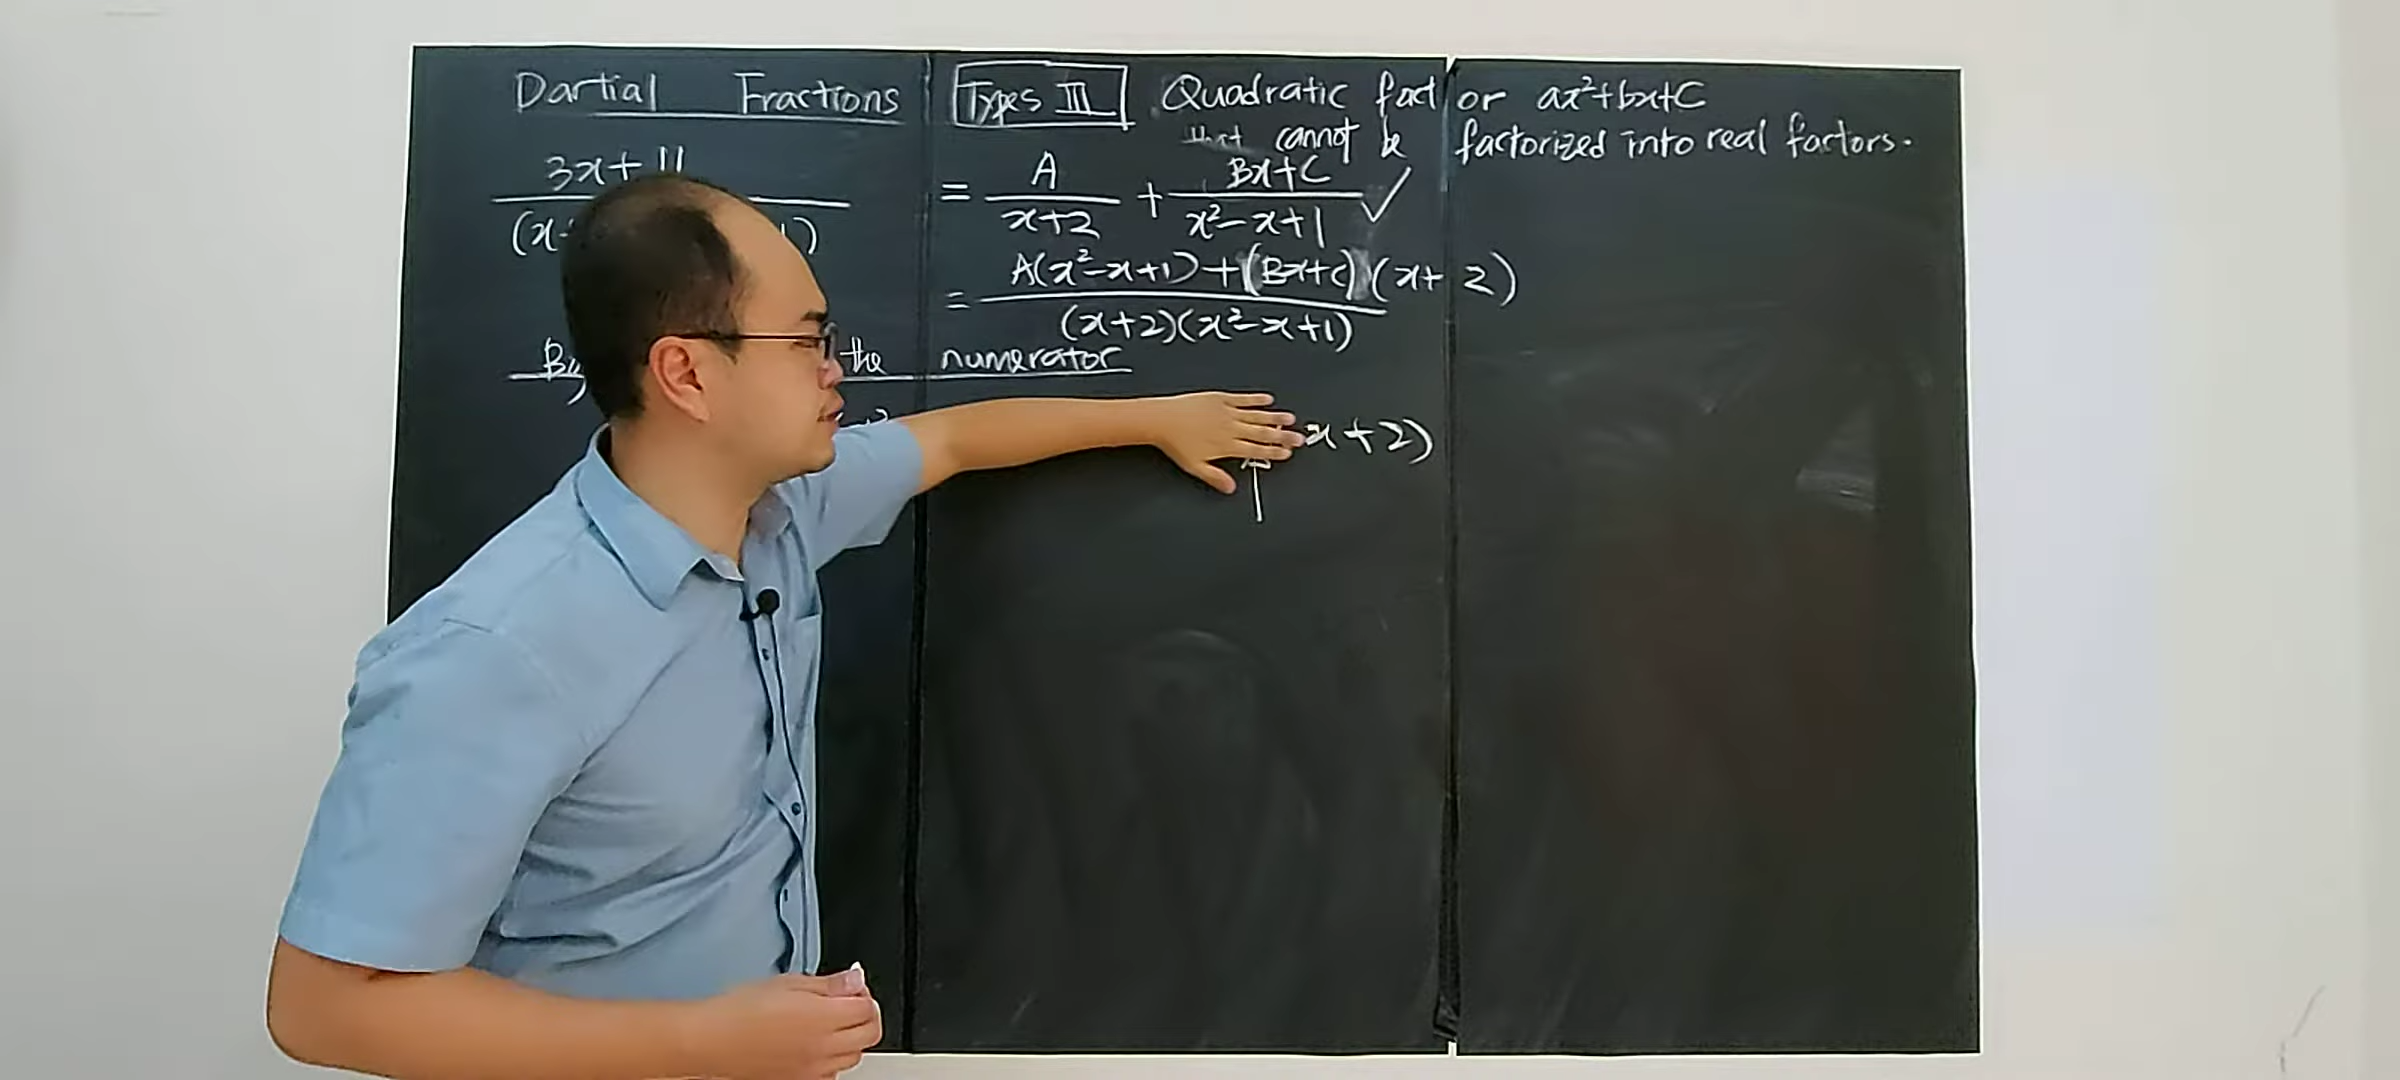 Partial Fractions Types III Quadratic factor ax²+bx+C
that cannot be factorized into real factors.
3x+11 = A/x+2 + Bx+C/x²-x+1 ✓
(x )
= A(x²-x+1)+(Bx+C)(x+2)/(x+2)(x²-x+1)
By the numerator
x+2)